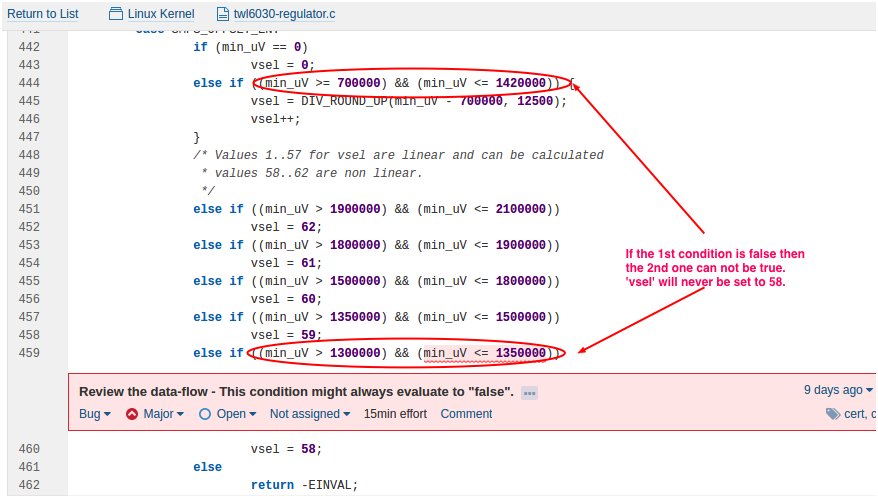 Return to List Linux Kernel twl6030-regulator.c
442 if (min_uV == 0)
443 vsel = 0;
444 else if ((min_uV >= 700000) && (min_uV <= 1420000)) {
445 vsel = DIV_ROUND_UP(min_uV - 700000, 12500);
446 vsel++;
447 }
448 /* Values 1..57 for vsel are linear and can be calculated
449 * values 58..62 are non linear.
450 */
451 else if ((min_uV > 1900000) && (min_uV <= 2100000))
452 vsel = 62;
453 else if ((min_uV > 1800000) && (min_uV <= 1900000))
454 vsel = 61;
455 else if ((min_uV > 1500000) && (min_uV <= 1800000))
456 vsel = 60;
457 else if ((min_uV > 1350000) && (min_uV <= 1500000))
458 vsel = 59;
459 else if ((min_uV > 1300000) && (min_uV <= 1350000))
If the 1st condition is false then
the 2nd one can not be true.
'vsel' will never be set to 58.
Review the data-flow - This condition might always evaluate to "false". 9 days ago
Bug Major Open Not assigned 15min effort Comment cert, c
460 vsel = 58;
461 else
462 return -EINVAL;